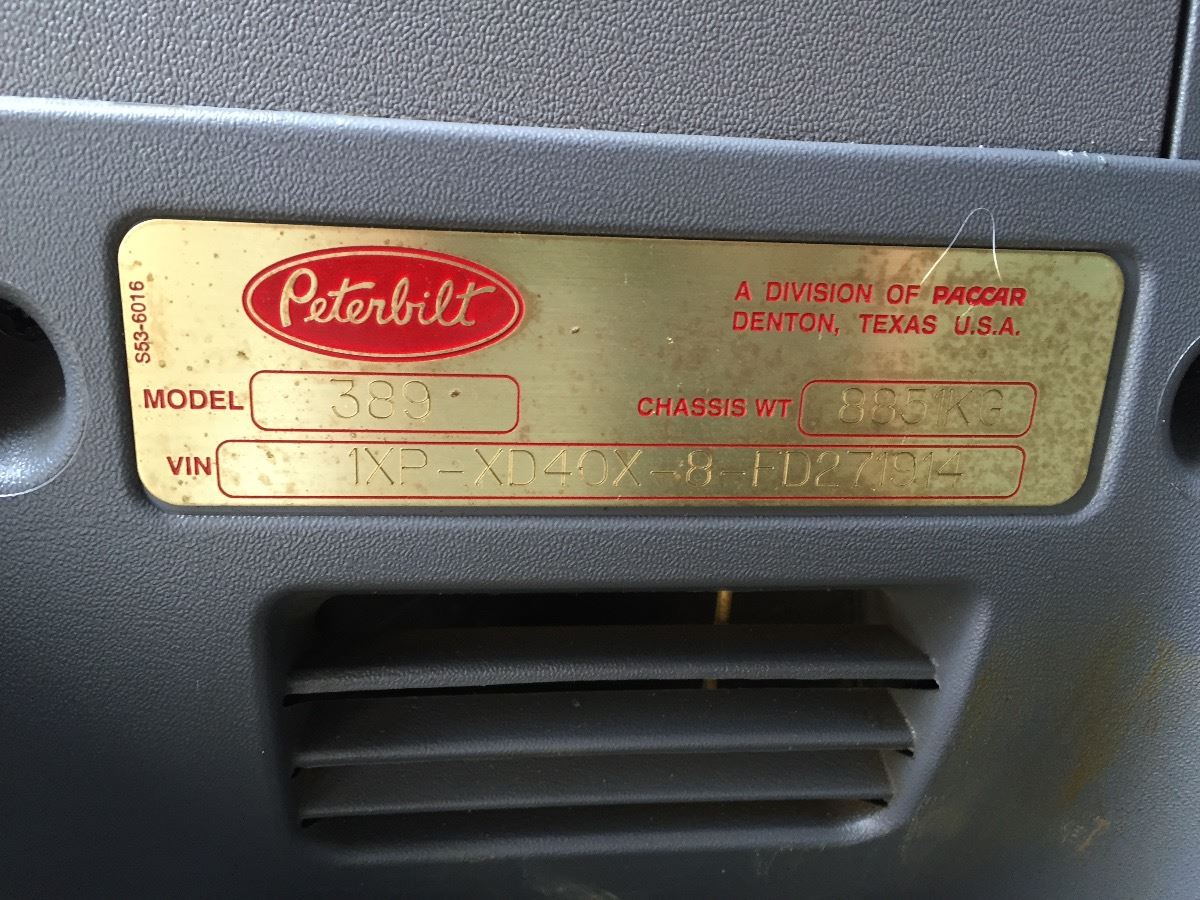 S53-6016
Peterbilt
A DIVISION OF PACCAR
DENTON, TEXAS U.S.A.
MODEL 389
CHASSIS WT 8851KG
VIN 1XP-XD40X-8-FD271914